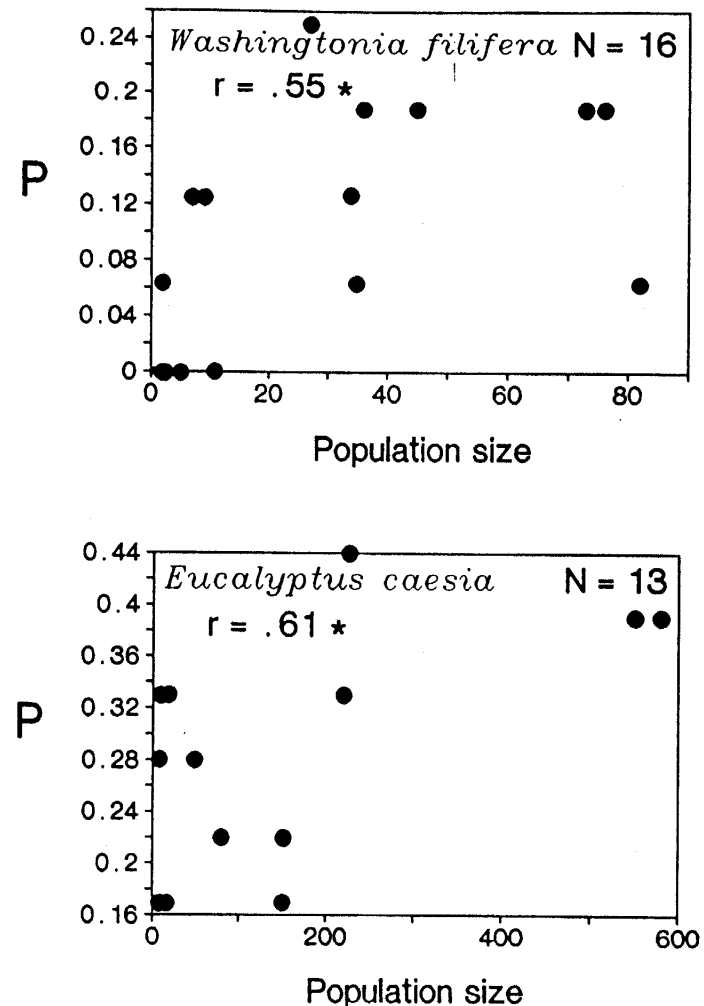 0.24
Washingtonia filifera N = 16
r = .55 *
0.2
0.16
P
0.12
0.08
0.04
0
0 20 40 60 80
Population size
0.44
Eucalyptus caesia N = 13
0.4
r = .61 *
0.36
P
0.32
0.28
0.24
0.2
0.16
0 200 400 600
Population size